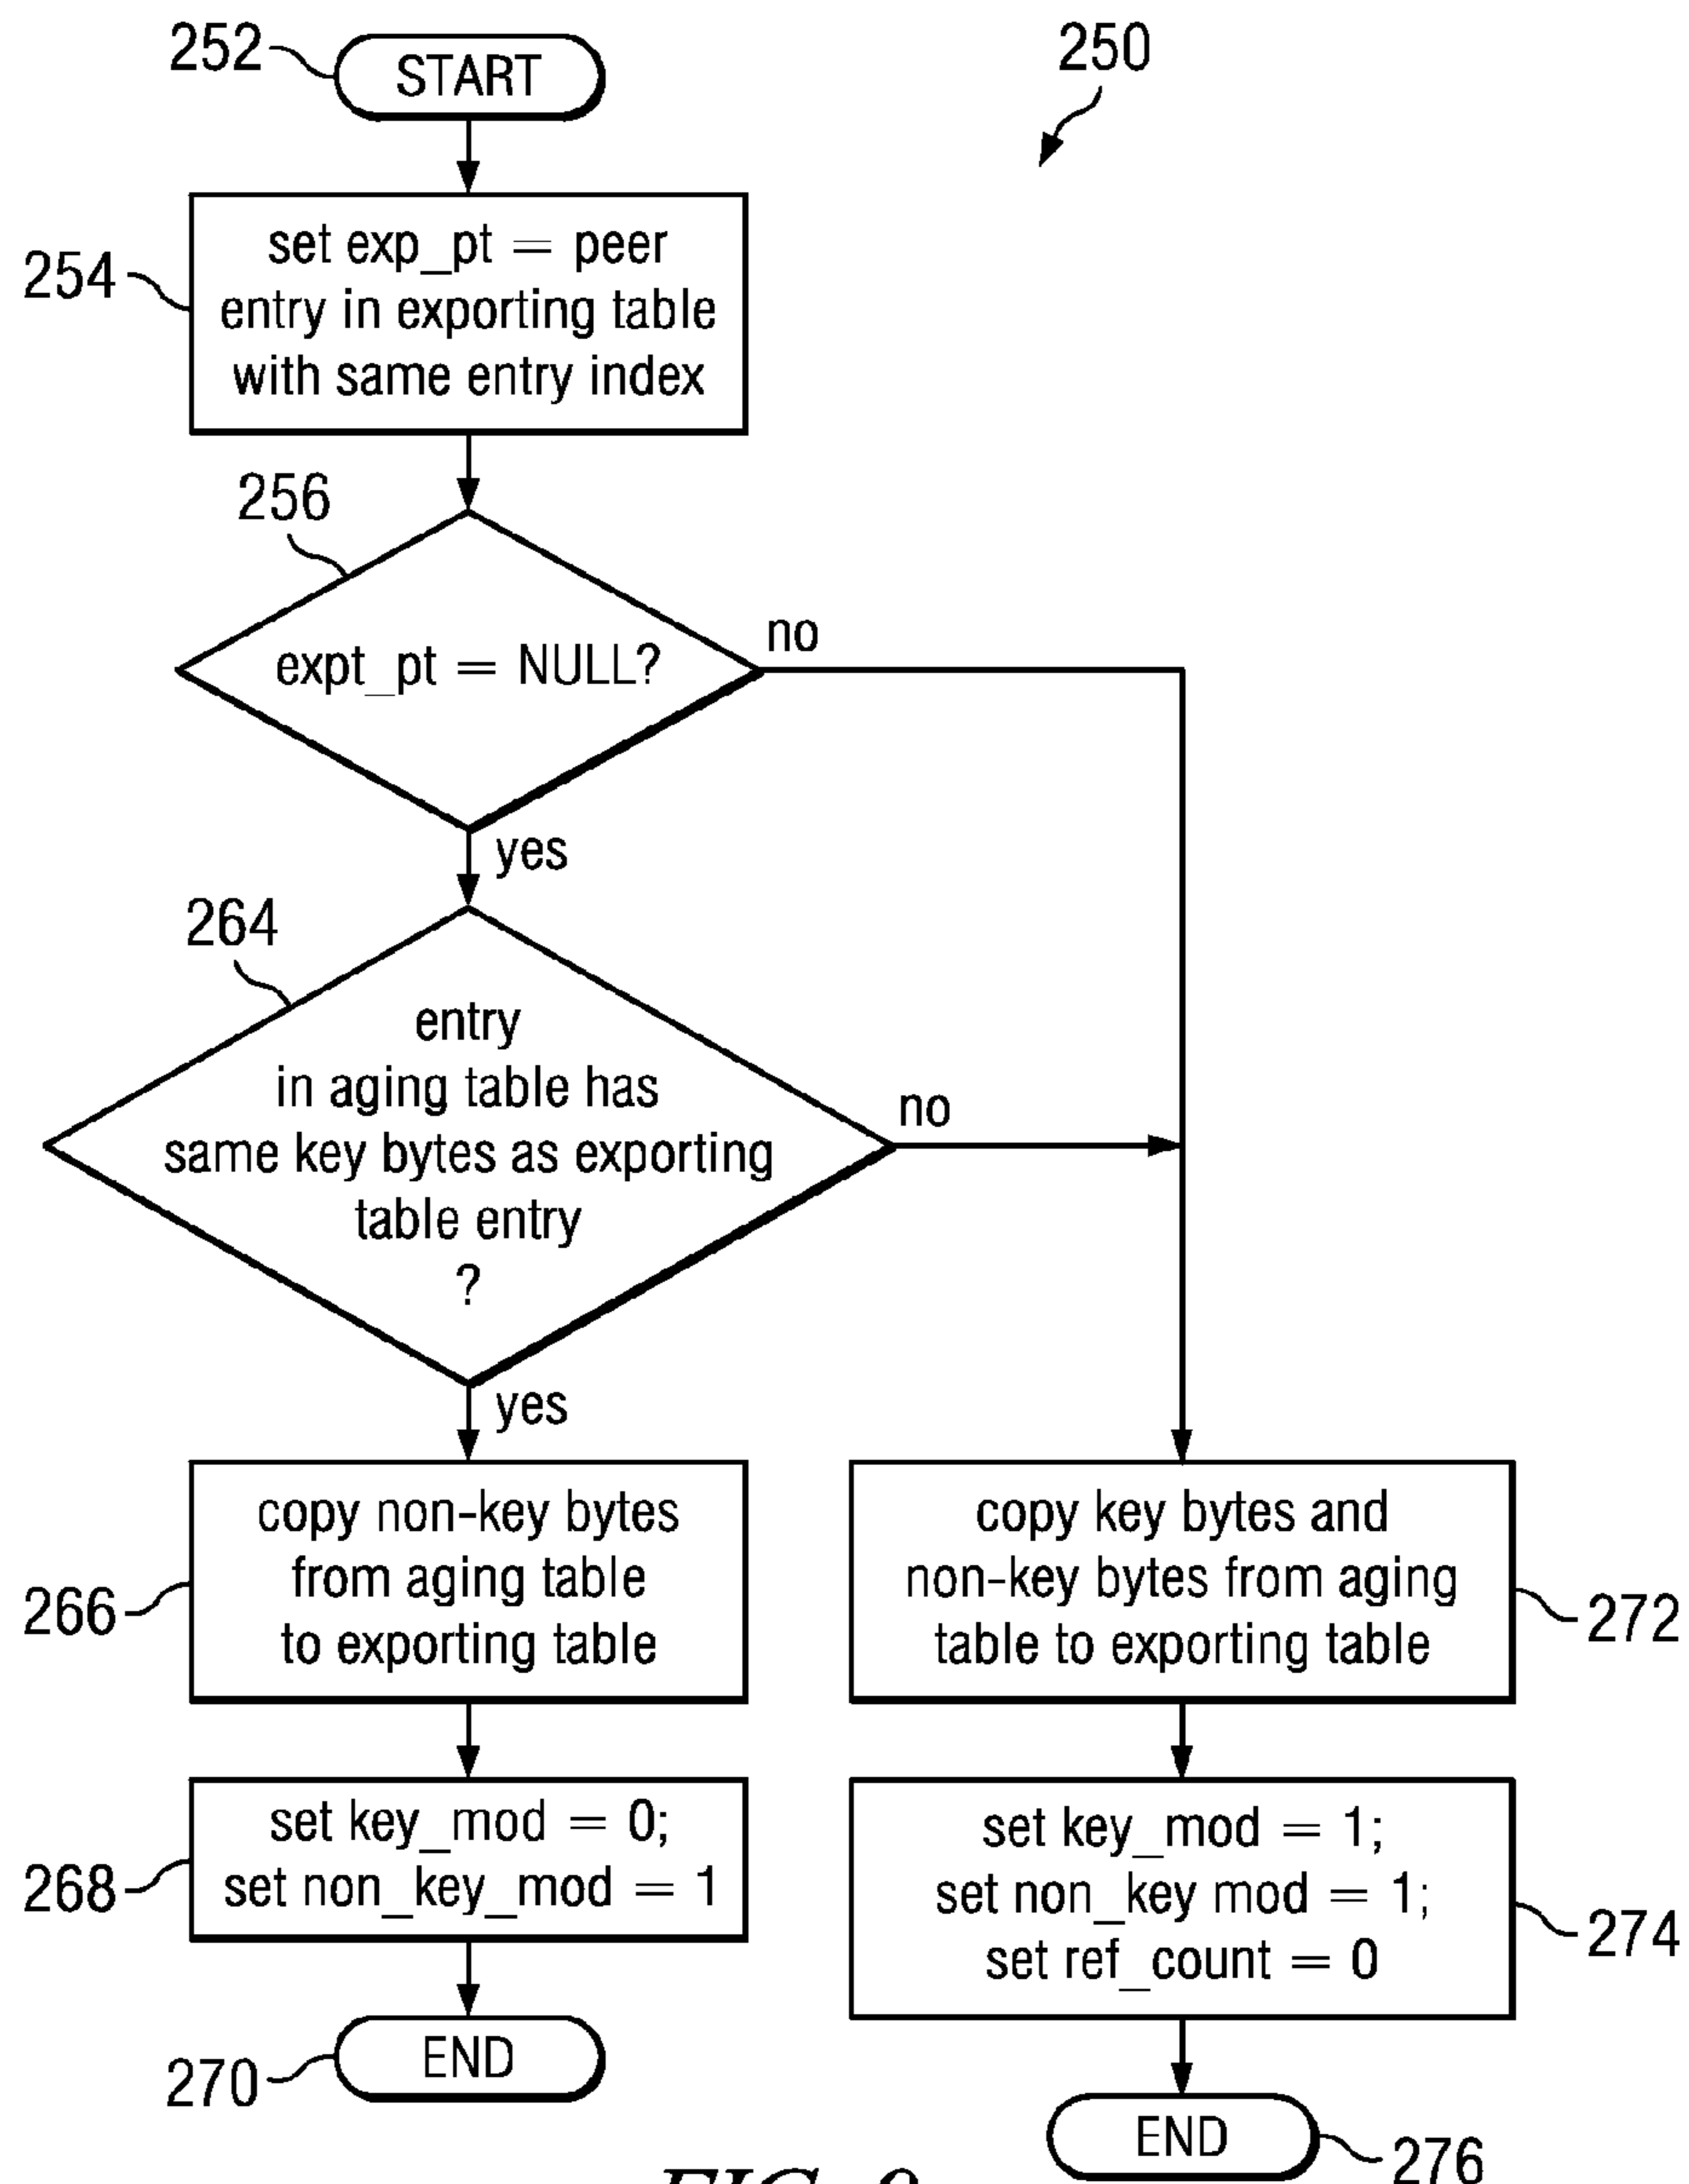 252
START
250
254
set exp_pt = peer
entry in exporting table
with same entry index
256
expt_pt = NULL?
no
yes
264
entry
in aging table has
same key bytes as exporting
table entry
?
no
yes
266
copy non-key bytes
from aging table
to exporting table
copy key bytes and
non-key bytes from aging
table to exporting table
272
268
set key_mod = 0;
set non_key_mod = 1
set key_mod = 1;
set non_key mod = 1;
set ref_count = 0
274
270
END
END
276